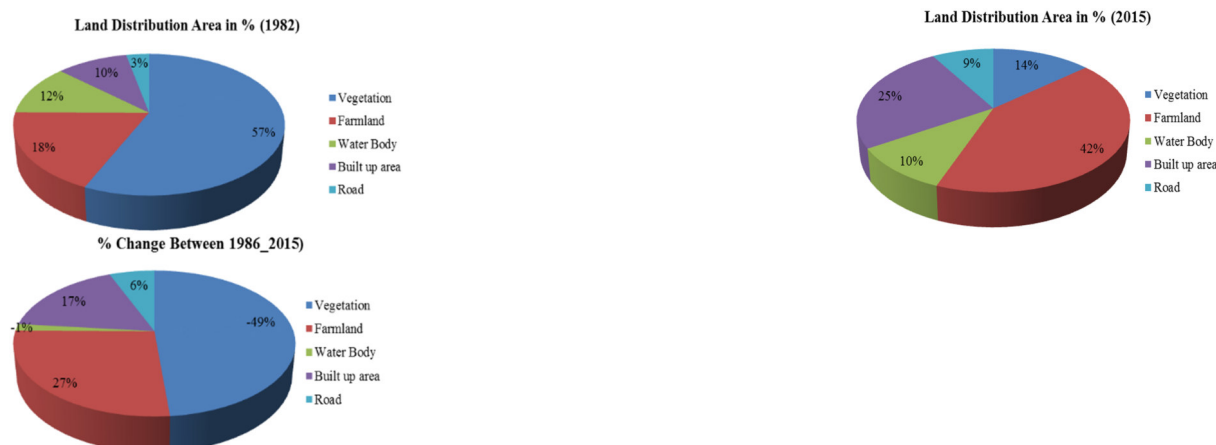 Land Distribution Area in % (1982)
3%
10%
12%
18%
57%
Vegetation
Farmland
Water Body
Built up area
Road
Land Distribution Area in % (2015)
9%
14%
25%
10%
42%
Vegetation
Farmland
Water Body
Built up area
Road
% Change Between 1986_2015)
6%
17%
-1%
27%
-49%
Vegetation
Farmland
Water Body
Built up area
Road